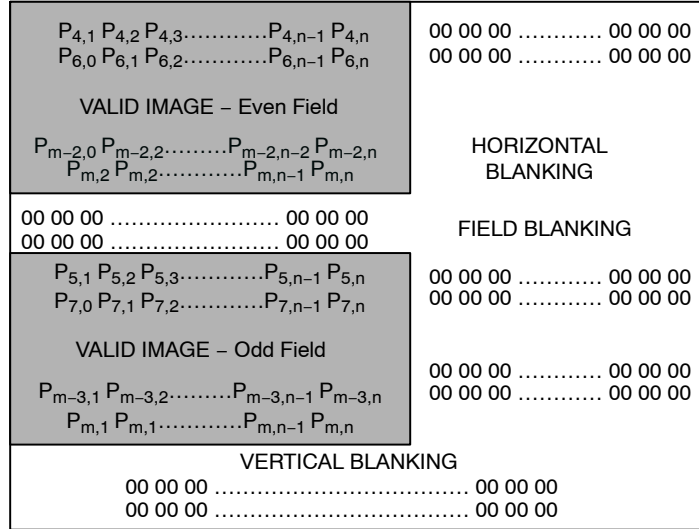 P4,1 P4,2 P4,3............P4,n−1 P4,n
00 00 00 ............ 00 00 00
P6,0 P6,1 P6,2............P6,n−1 P6,n
00 00 00 ............ 00 00 00
VALID IMAGE − Even Field
Pm−2,0 Pm−2,2.........Pm−2,n−2 Pm−2,n
Pm,2 Pm,2............Pm,n−1 Pm,n
HORIZONTAL
BLANKING
00 00 00 ........................ 00 00 00
00 00 00 ........................ 00 00 00
FIELD BLANKING
P5,1 P5,2 P5,3............P5,n−1 P5,n
00 00 00 ............ 00 00 00
P7,0 P7,1 P7,2............P7,n−1 P7,n
00 00 00 ............ 00 00 00
VALID IMAGE − Odd Field
00 00 00 ............ 00 00 00
00 00 00 ............ 00 00 00
Pm−3,1 Pm−3,2.........Pm−3,n−1 Pm−3,n
Pm,1 Pm,1............Pm,n−1 Pm,n
VERTICAL BLANKING
00 00 00 .................................... 00 00 00
00 00 00 .................................... 00 00 00